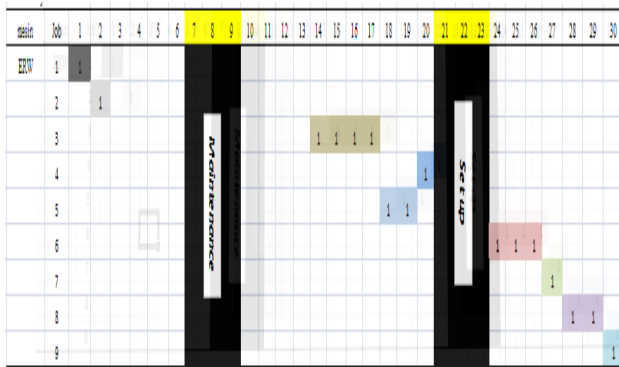 mesin Job 1 2 3 4 5 6 7 8 9 10 11 12 13 14 15 16 17 18 19 20 21 22 23 24 25 26 27 28 29 30
ERW 1 1
2 1
3 1 1 1 1
4 1
5 1 1
6 1 1 1
7 1
8 1 1
9 1
Maintenance
Set up